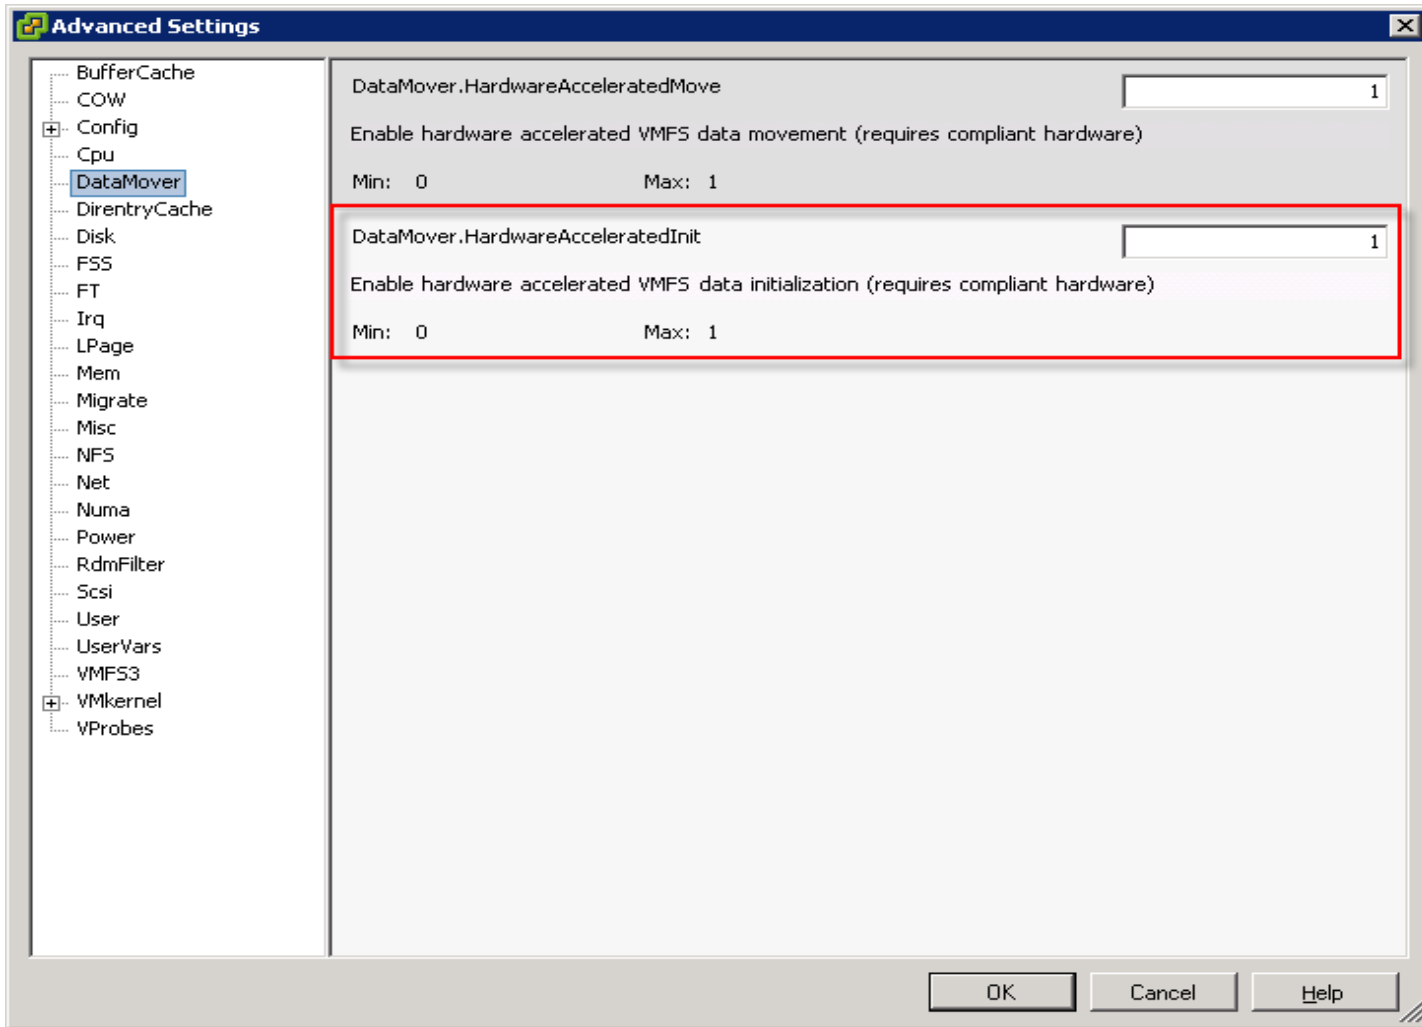 Advanced Settings
BufferCache
COW
Config
Cpu
DataMover
DirentryCache
Disk
FSS
FT
Irq
LPage
Mem
Migrate
Misc
NFS
Net
Numa
Power
RdmFilter
Scsi
User
UserVars
VMFS3
VMkernel
VProbes
DataMover.HardwareAcceleratedMove 1
Enable hardware accelerated VMFS data movement (requires compliant hardware)
Min: 0 Max: 1
DataMover.HardwareAcceleratedInit 1
Enable hardware accelerated VMFS data initialization (requires compliant hardware)
Min: 0 Max: 1
OK Cancel Help